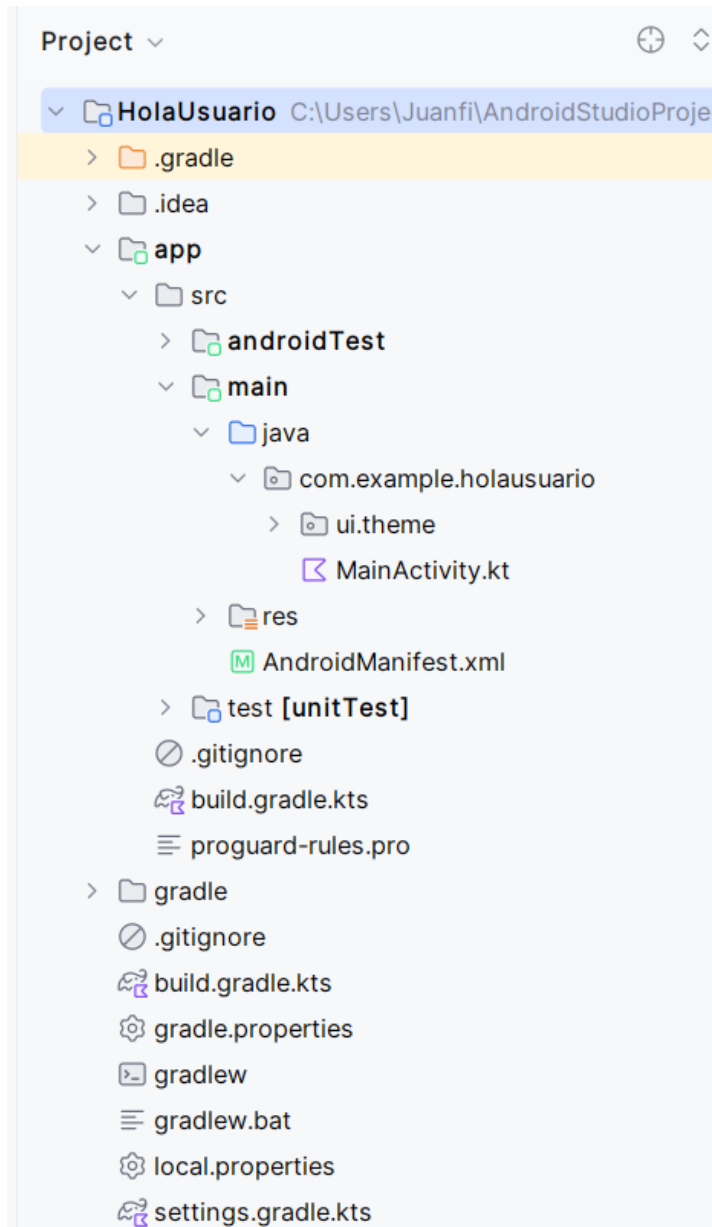 Project
HolaUsuario C:\Users\Juanfi\AndroidStudioProje
.gradle
.idea
app
src
androidTest
main
java
com.example.holausuario
ui.theme
MainActivity.kt
res
AndroidManifest.xml
test [unitTest]
.gitignore
build.gradle.kts
proguard-rules.pro
gradle
.gitignore
build.gradle.kts
gradle.properties
gradlew
gradlew.bat
local.properties
settings.gradle.kts